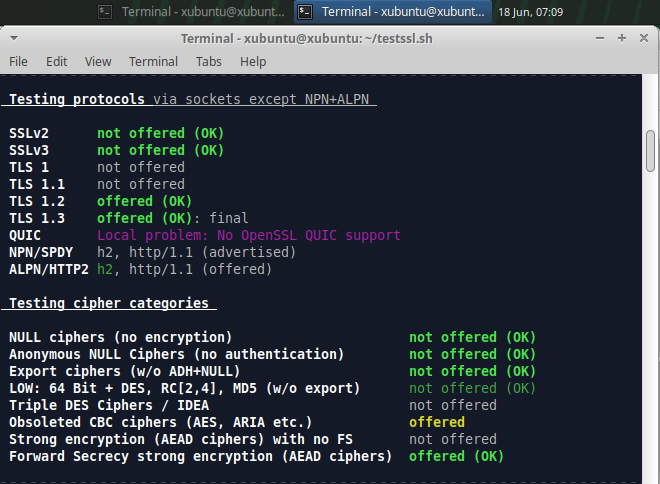 Terminal - xubuntu@xubunt... Terminal - xubuntu@xubunt... 18 Jun, 07:09
Terminal - xubuntu@xubuntu: ~/testssl.sh
File Edit View Terminal Tabs Help
Testing protocols via sockets except NPN+ALPN
SSLv2 not offered (OK)
SSLv3 not offered (OK)
TLS 1 not offered
TLS 1.1 not offered
TLS 1.2 offered (OK)
TLS 1.3 offered (OK): final
QUIC Local problem: No OpenSSL QUIC support
NPN/SPDY h2, http/1.1 (advertised)
ALPN/HTTP2 h2, http/1.1 (offered)
Testing cipher categories
NULL ciphers (no encryption) not offered (OK)
Anonymous NULL Ciphers (no authentication) not offered (OK)
Export ciphers (w/o ADH+NULL) not offered (OK)
LOW: 64 Bit + DES, RC[2,4], MD5 (w/o export) not offered (OK)
Triple DES Ciphers / IDEA not offered
Obsoleted CBC ciphers (AES, ARIA etc.) offered
Strong encryption (AEAD ciphers) with no FS not offered
Forward Secrecy strong encryption (AEAD ciphers) offered (OK)